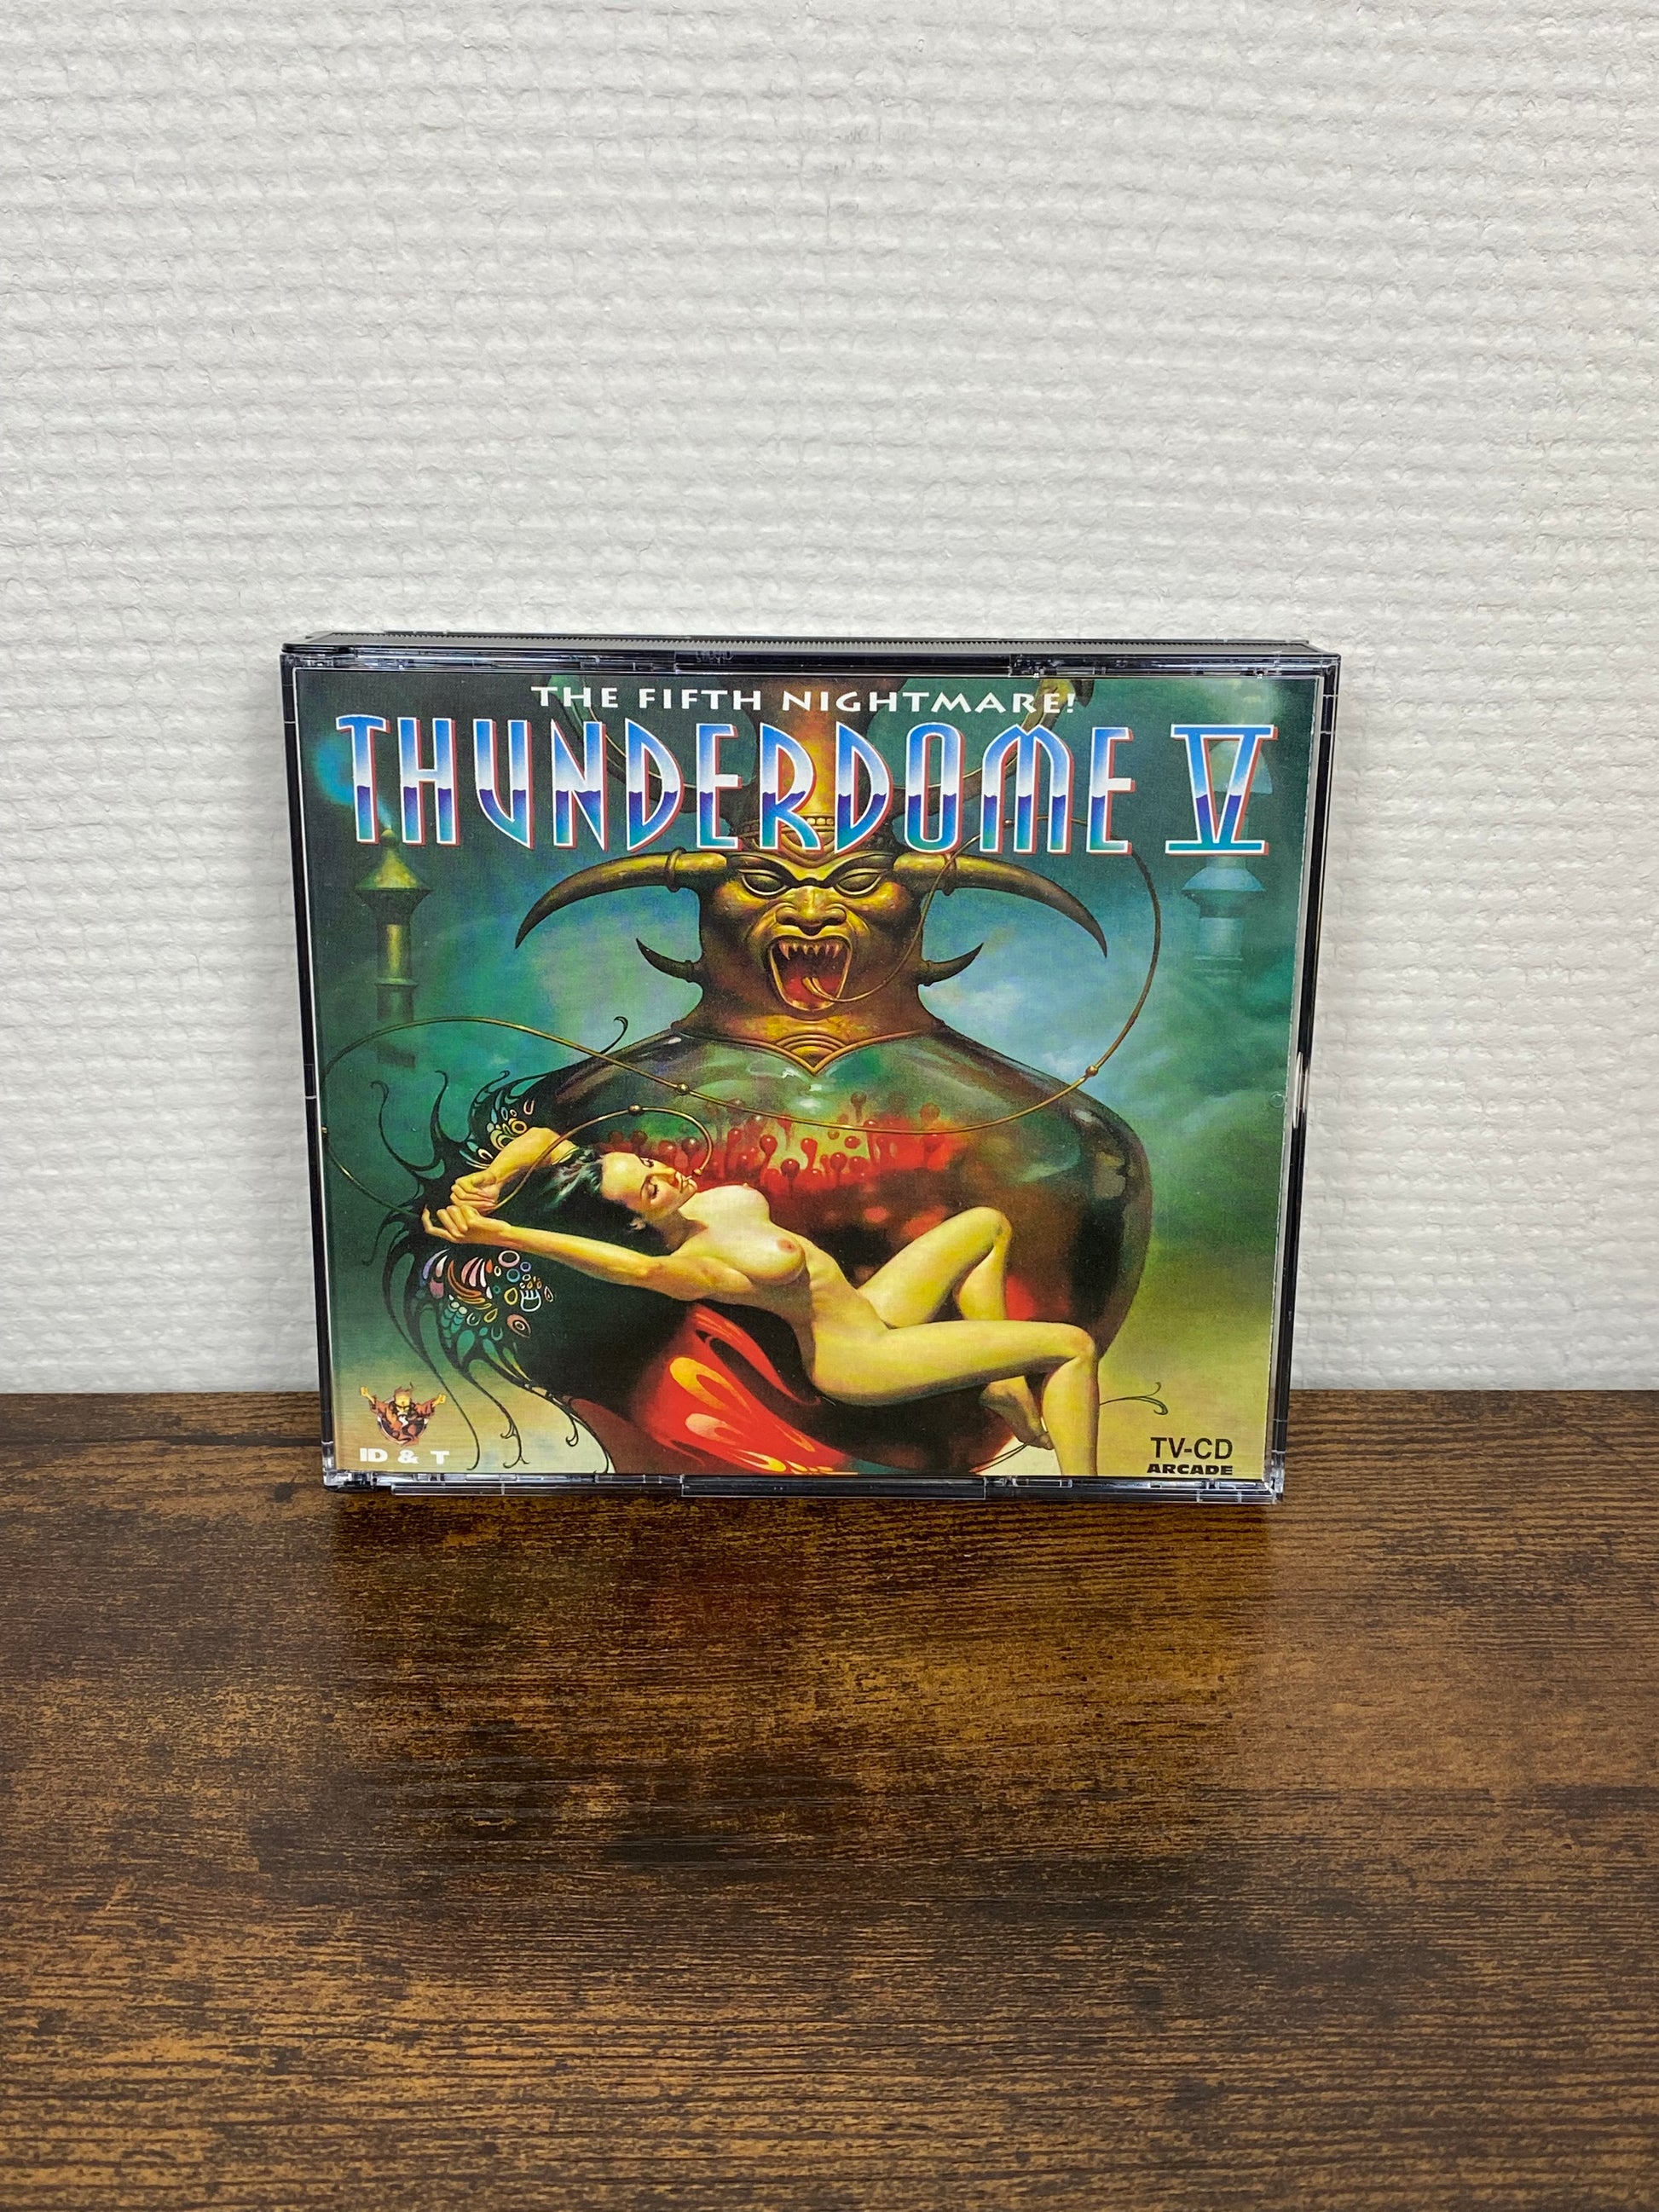 THE FIFTH NIGHTMARE!
THUNDERDOME V
ID & T
TV-CD
ARCADE